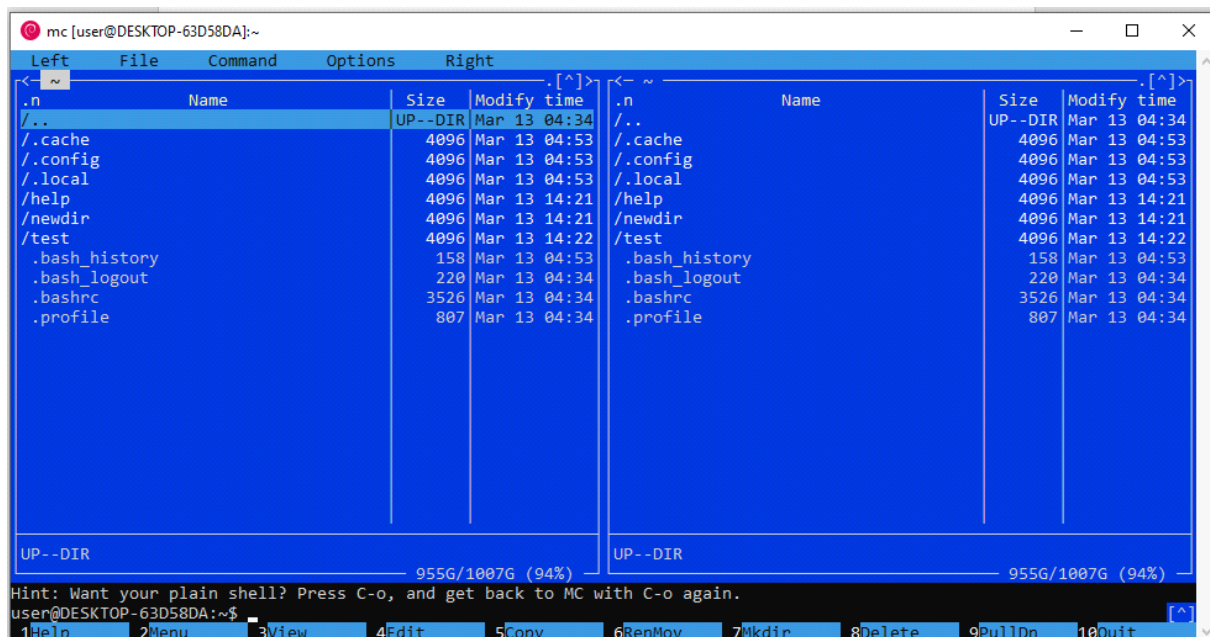 mc [user@DESKTOP-63D58DA]:~
Left File Command Options Right
<- ~ .[^]> <- ~ .[^]>
.n Name Size Modify time .n Name Size Modify time
/.. UP--DIR Mar 13 04:34 /.. UP--DIR Mar 13 04:34
/.cache 4096 Mar 13 04:53 /.cache 4096 Mar 13 04:53
/.config 4096 Mar 13 04:53 /.config 4096 Mar 13 04:53
/.local 4096 Mar 13 04:53 /.local 4096 Mar 13 04:53
/help 4096 Mar 13 14:21 /help 4096 Mar 13 14:21
/newdir 4096 Mar 13 14:21 /newdir 4096 Mar 13 14:21
/test 4096 Mar 13 14:22 /test 4096 Mar 13 14:22
.bash_history 158 Mar 13 04:53 .bash_history 158 Mar 13 04:53
.bash_logout 220 Mar 13 04:34 .bash_logout 220 Mar 13 04:34
.bashrc 3526 Mar 13 04:34 .bashrc 3526 Mar 13 04:34
.profile 807 Mar 13 04:34 .profile 807 Mar 13 04:34
UP--DIR UP--DIR
955G/1007G (94%) 955G/1007G (94%)
Hint: Want your plain shell? Press C-o, and get back to MC with C-o again.
user@DESKTOP-63D58DA:~$ [^]
1Help 2Menu 3View 4Edit 5Copy 6RenMov 7Mkdir 8Delete 9PullDn 10Quit